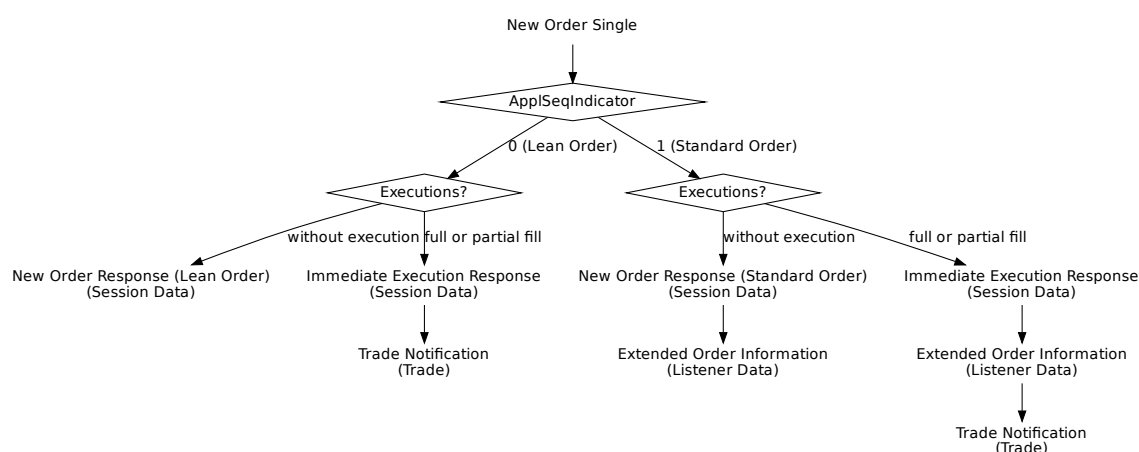 New Order Single
ApplSeqIndicator
0 (Lean Order)
1 (Standard Order)
Executions?
Executions?
without execution
full or partial fill
without execution
full or partial fill
New Order Response (Lean Order)
(Session Data)
Immediate Execution Response
(Session Data)
New Order Response (Standard Order)
(Session Data)
Immediate Execution Response
(Session Data)
Trade Notification
(Trade)
Extended Order Information
(Listener Data)
Extended Order Information
(Listener Data)
Trade Notification
(Trade)